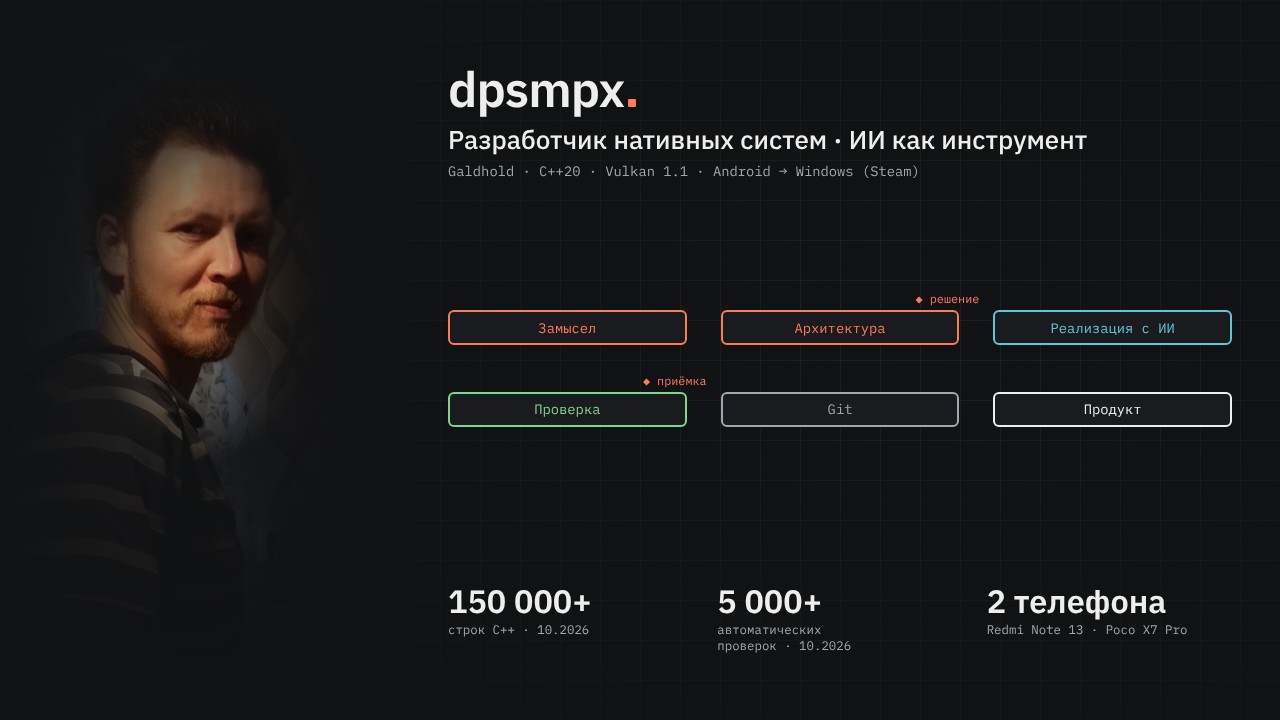 dpsmpx.
Разработчик нативных систем · ИИ как инструмент
Galdhold · C++20 · Vulkan 1.1 · Android → Windows (Steam)
◆ решение
Замысел
Архитектура
Реализация с ИИ
◆ приёмка
Проверка
Git
Продукт
150 000+
строк C++ · 10.2026
5 000+
автоматических
проверок · 10.2026
2 телефона
Redmi Note 13 · Poco X7 Pro